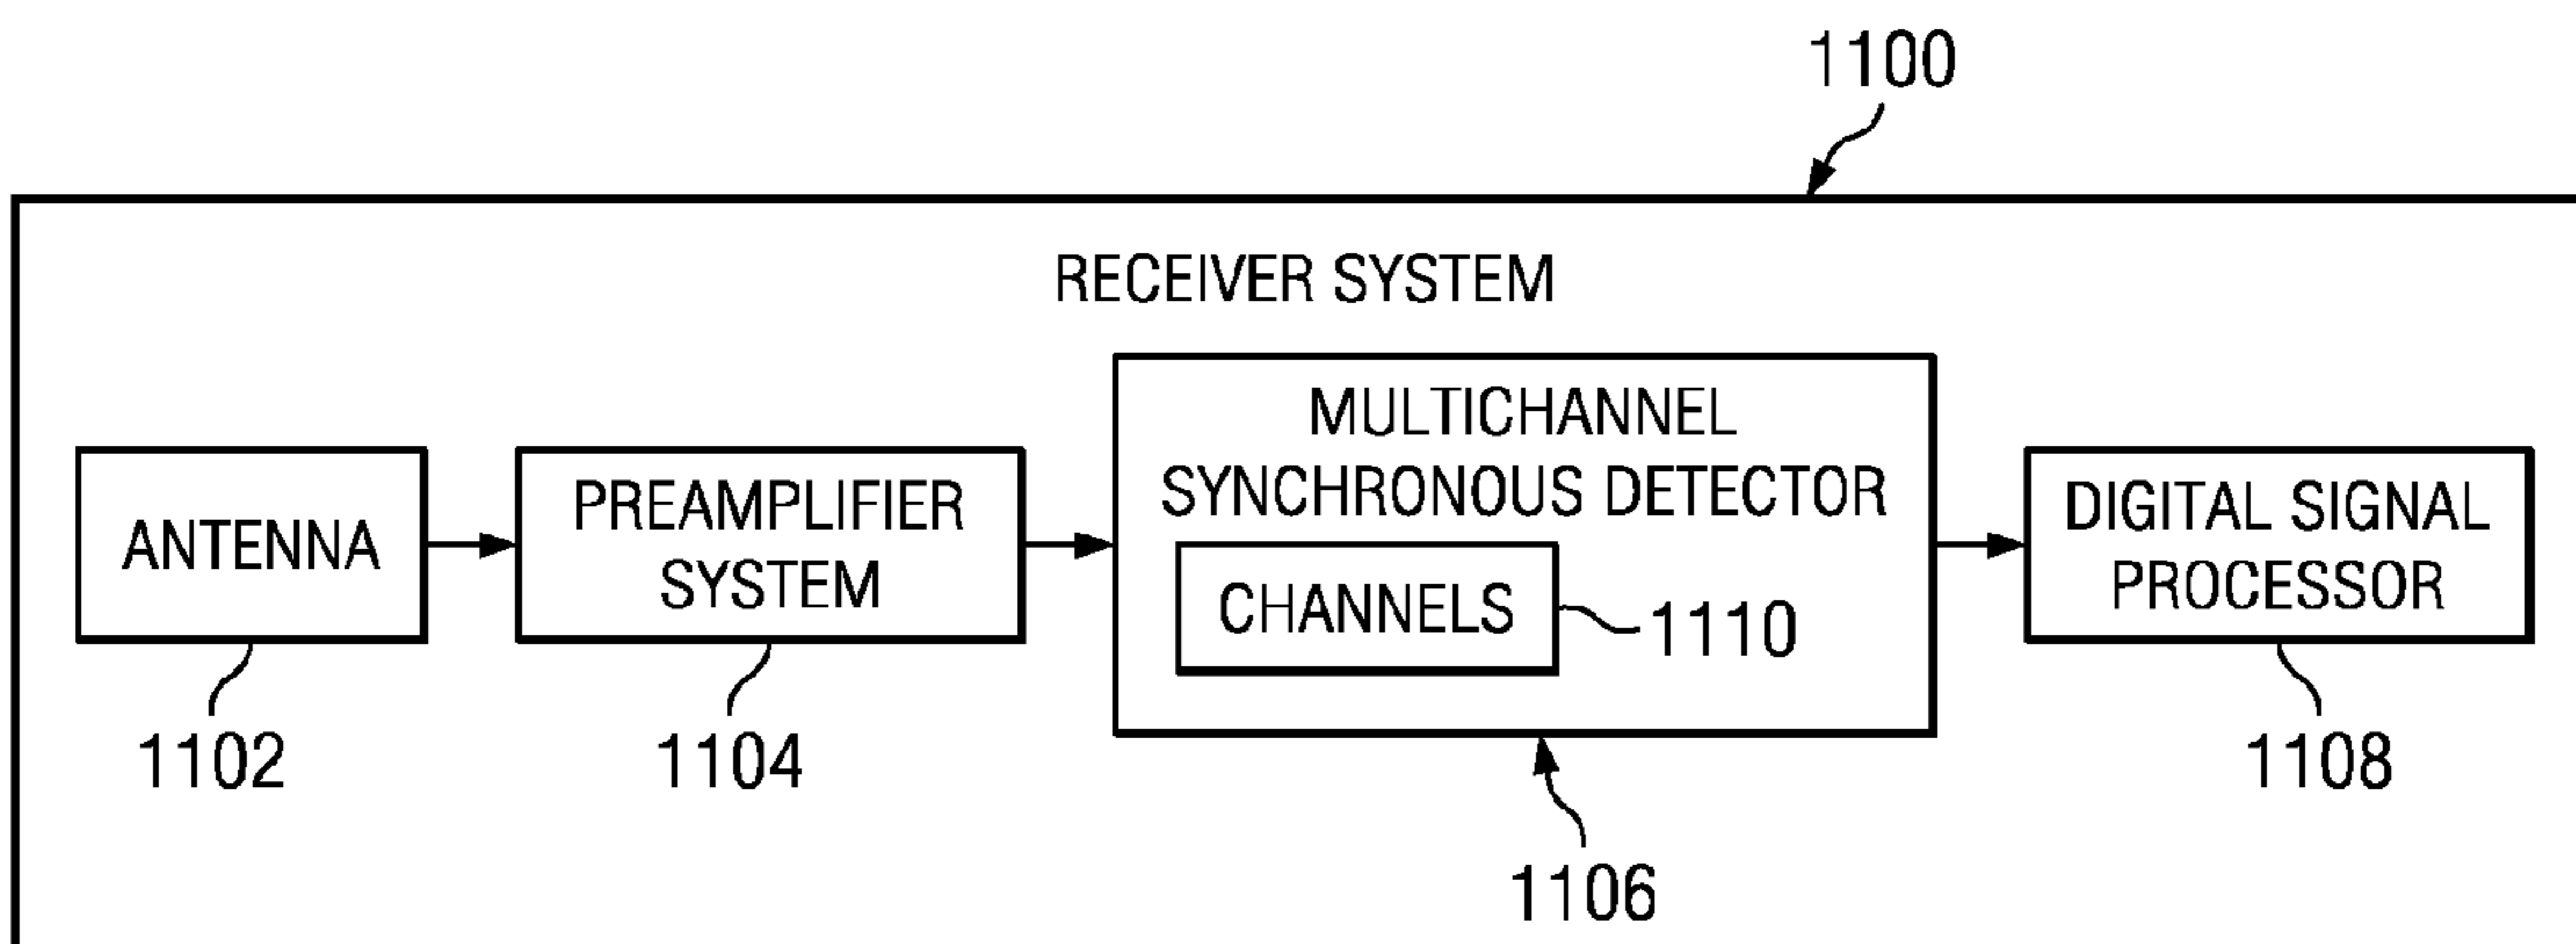 1100
RECEIVER SYSTEM
ANTENNA
1102
PREAMPLIFIER
SYSTEM
1104
MULTICHANNEL
SYNCHRONOUS DETECTOR
CHANNELS
1110
1106
DIGITAL SIGNAL
PROCESSOR
1108